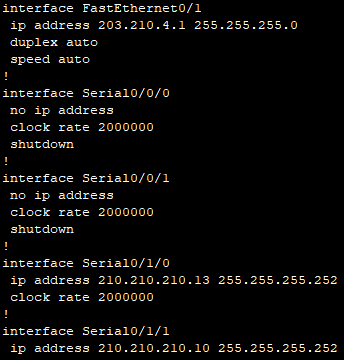 interface FastEthernet0/1
 ip address 203.210.4.1 255.255.255.0
 duplex auto
 speed auto
!
interface Serial0/0/0
 no ip address
 clock rate 2000000
 shutdown
!
interface Serial0/0/1
 no ip address
 clock rate 2000000
 shutdown
!
interface Serial0/1/0
 ip address 210.210.210.13 255.255.255.252
 clock rate 2000000
!
interface Serial0/1/1
 ip address 210.210.210.10 255.255.255.252